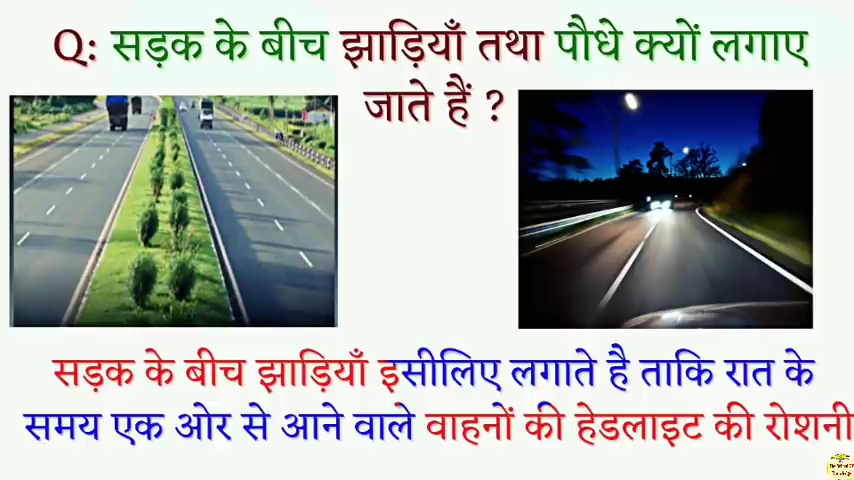 Q: सड़क के बीच झाड़ियाँ तथा पौधे क्यों लगाए
जाते हैं ?
सड़क के बीच झाड़ियाँ इसीलिए लगाते है ताकि रात के
समय एक ओर से आने वाले वाहनों की हेडलाइट की रोशनी